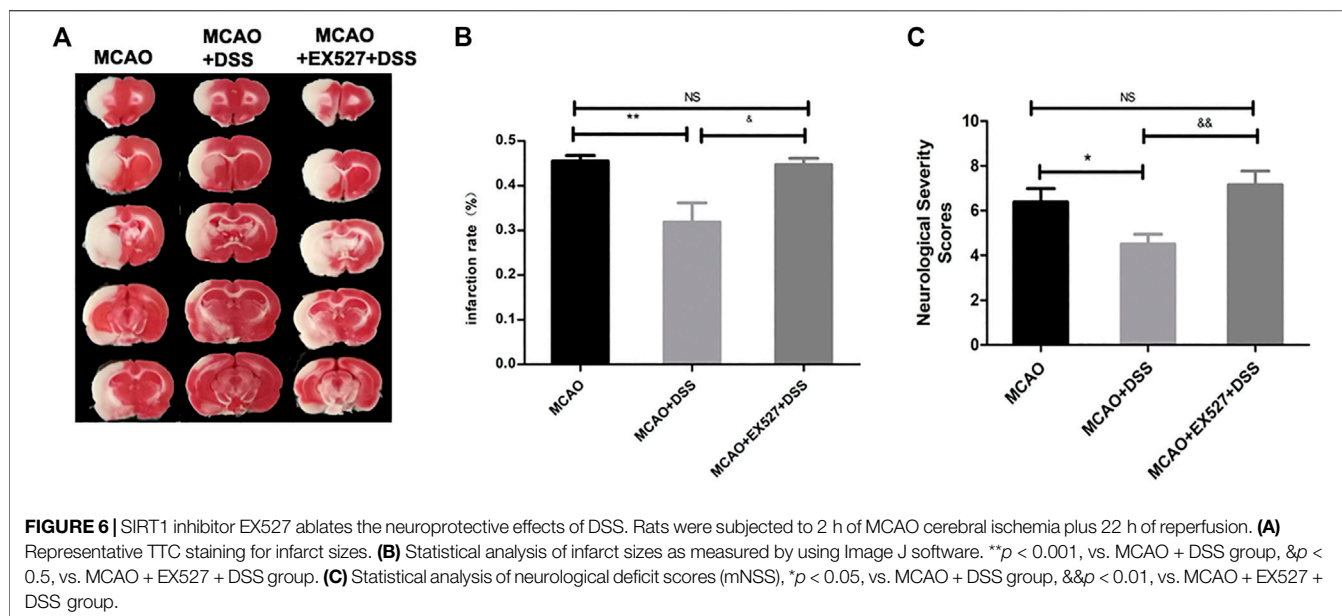 A
MCAO
MCAO
+DSS
MCAO
+EX527+DSS
B
NS
**
&
infarction rate (%)
0.5
0.4
0.3
0.2
0.1
0.0
MCAO
MCAO+DSS
MCAO+EX527+DSS
C
NS
*
&&
Neurological Severity
Scores
10
8
6
4
2
0
MCAO
MCAO+DSS
MCAO+EX527+DSS
FIGURE 6 | SIRT1 inhibitor EX527 ablates the neuroprotective effects of DSS. Rats were subjected to 2 h of MCAO cerebral ischemia plus 22 h of reperfusion. (A)
Representative TTC staining for infarct sizes. (B) Statistical analysis of infarct sizes as measured by using Image J software. **p < 0.001, vs. MCAO + DSS group, &p <
0.5, vs. MCAO + EX527 + DSS group. (C) Statistical analysis of neurological deficit scores (mNSS), *p < 0.05, vs. MCAO + DSS group, &&p < 0.01, vs. MCAO + EX527 +
DSS group.